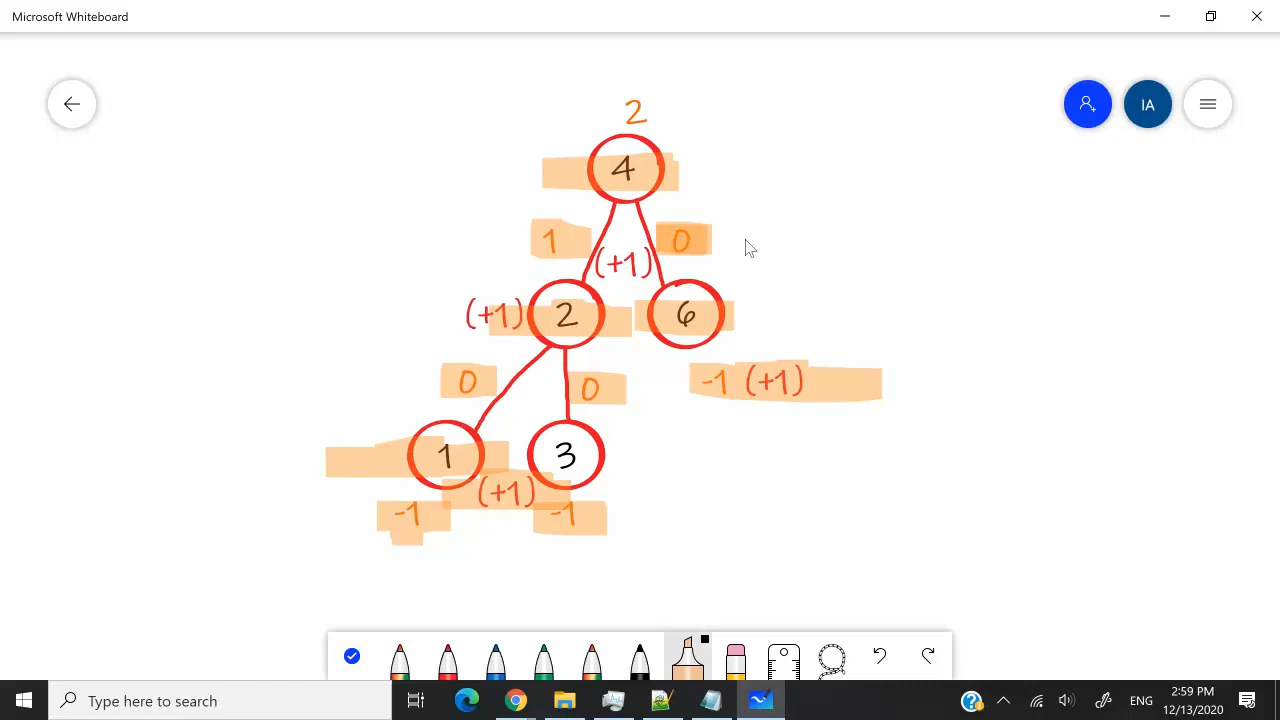 Microsoft Whiteboard
IA
2
4
1 0
(+1)
(+1) 2 6
0 0 -1 (+1)
1 3
(+1)
-1 -1
Type here to search
ENG
2:59 PM
12/13/2020